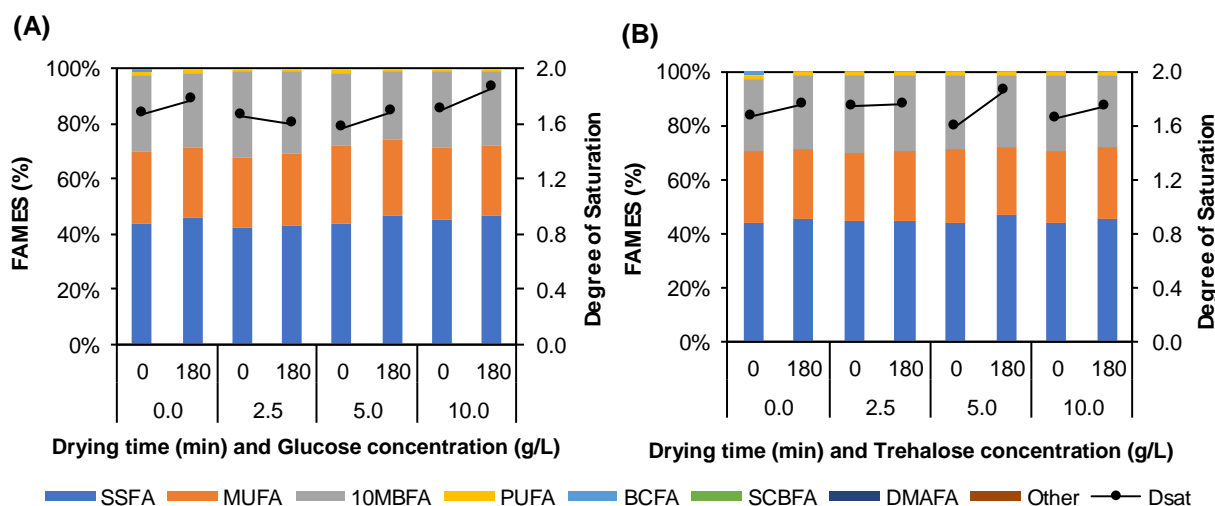 (A)
100%
80%
60%
40%
20%
0%
FAMES (%)
2.0
1.6
1.2
0.8
0.4
0.0
Degree of Saturation
0 180 0 180 0 180 0 180
0.0 2.5 5.0 10.0
Drying time (min) and Glucose concentration (g/L)
(B)
100%
80%
60%
40%
20%
0%
FAMES (%)
2.0
1.6
1.2
0.8
0.4
0.0
Degree of Saturation
0 180 0 180 0 180 0 180
0.0 2.5 5.0 10.0
Drying time (min) and Trehalose concentration (g/L)
SSFA MUFA 10MBFA PUFA BCFA SCBFA DMAFA Other Dsat